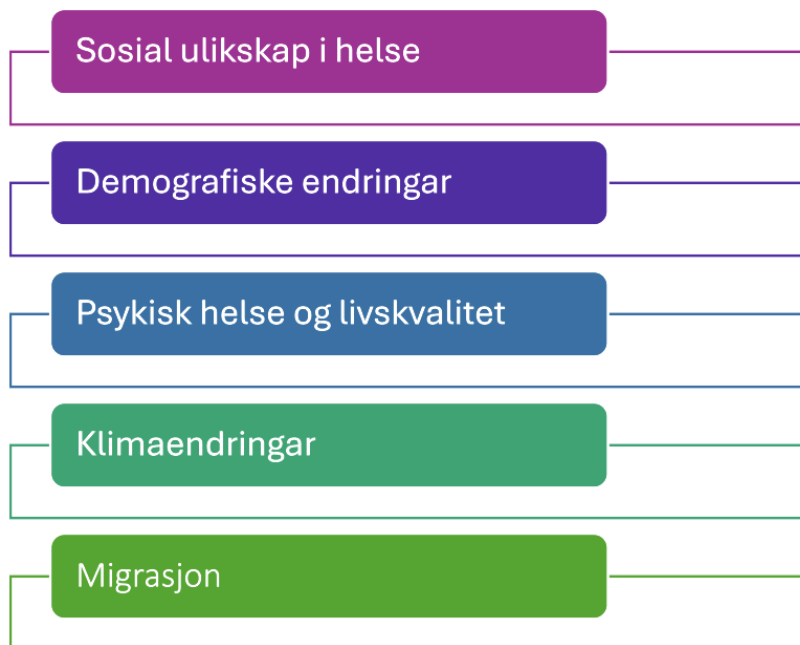 Sosial ulikskap i helse
Demografiske endringar
Psykisk helse og livskvalitet
Klimaendringar
Migrasjon